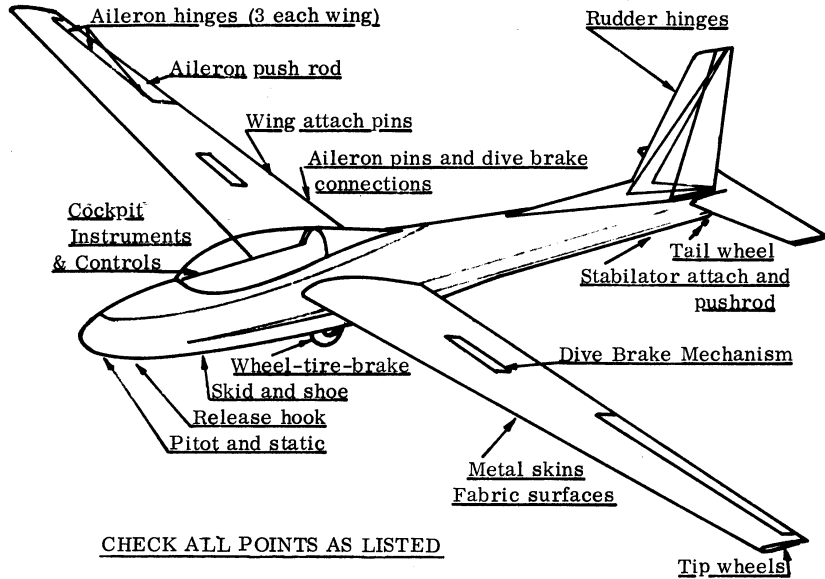 Aileron hinges (3 each wing)
Rudder hinges
Aileron push rod
Wing attach pins
Aileron pins and dive brake
connections
Cockpit
Instruments
& Controls
Tail wheel
Stabilator attach and
pushrod
Wheel-tire-brake
Dive Brake Mechanism
Skid and shoe
Release hook
Pitot and static
Metal skins
Fabric surfaces
CHECK ALL POINTS AS LISTED
Tip wheels